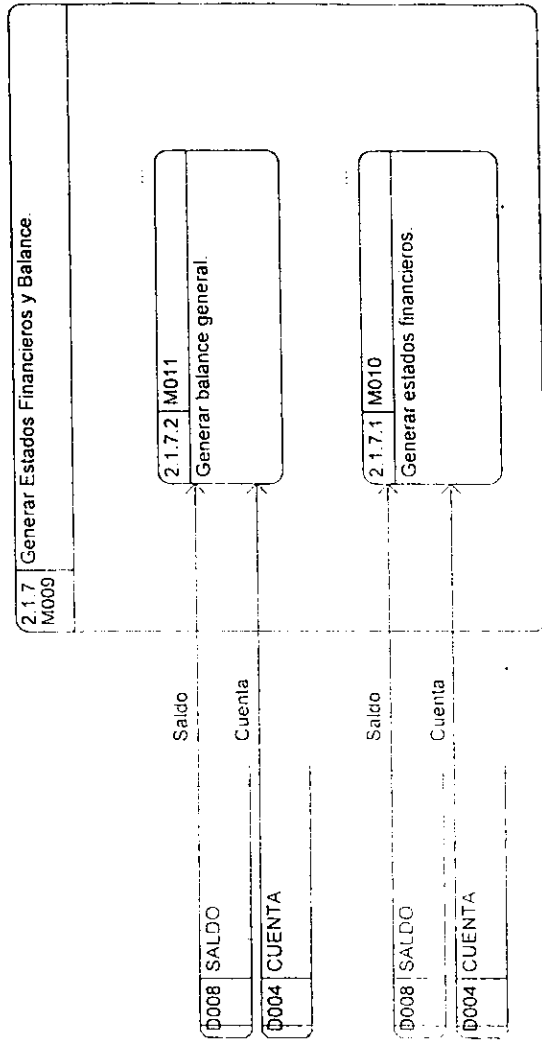 2.1.7 Generar Estados Financieros y Balance.
M009
2.1.7.2 M011
Generar balance general.
2.1.7.1 M010
Generar estados financieros.
Saldo
Cuenta
Saldo
Cuenta
D008 SALDO
D004 CUENTA
D008 SALDO
D004 CUENTA